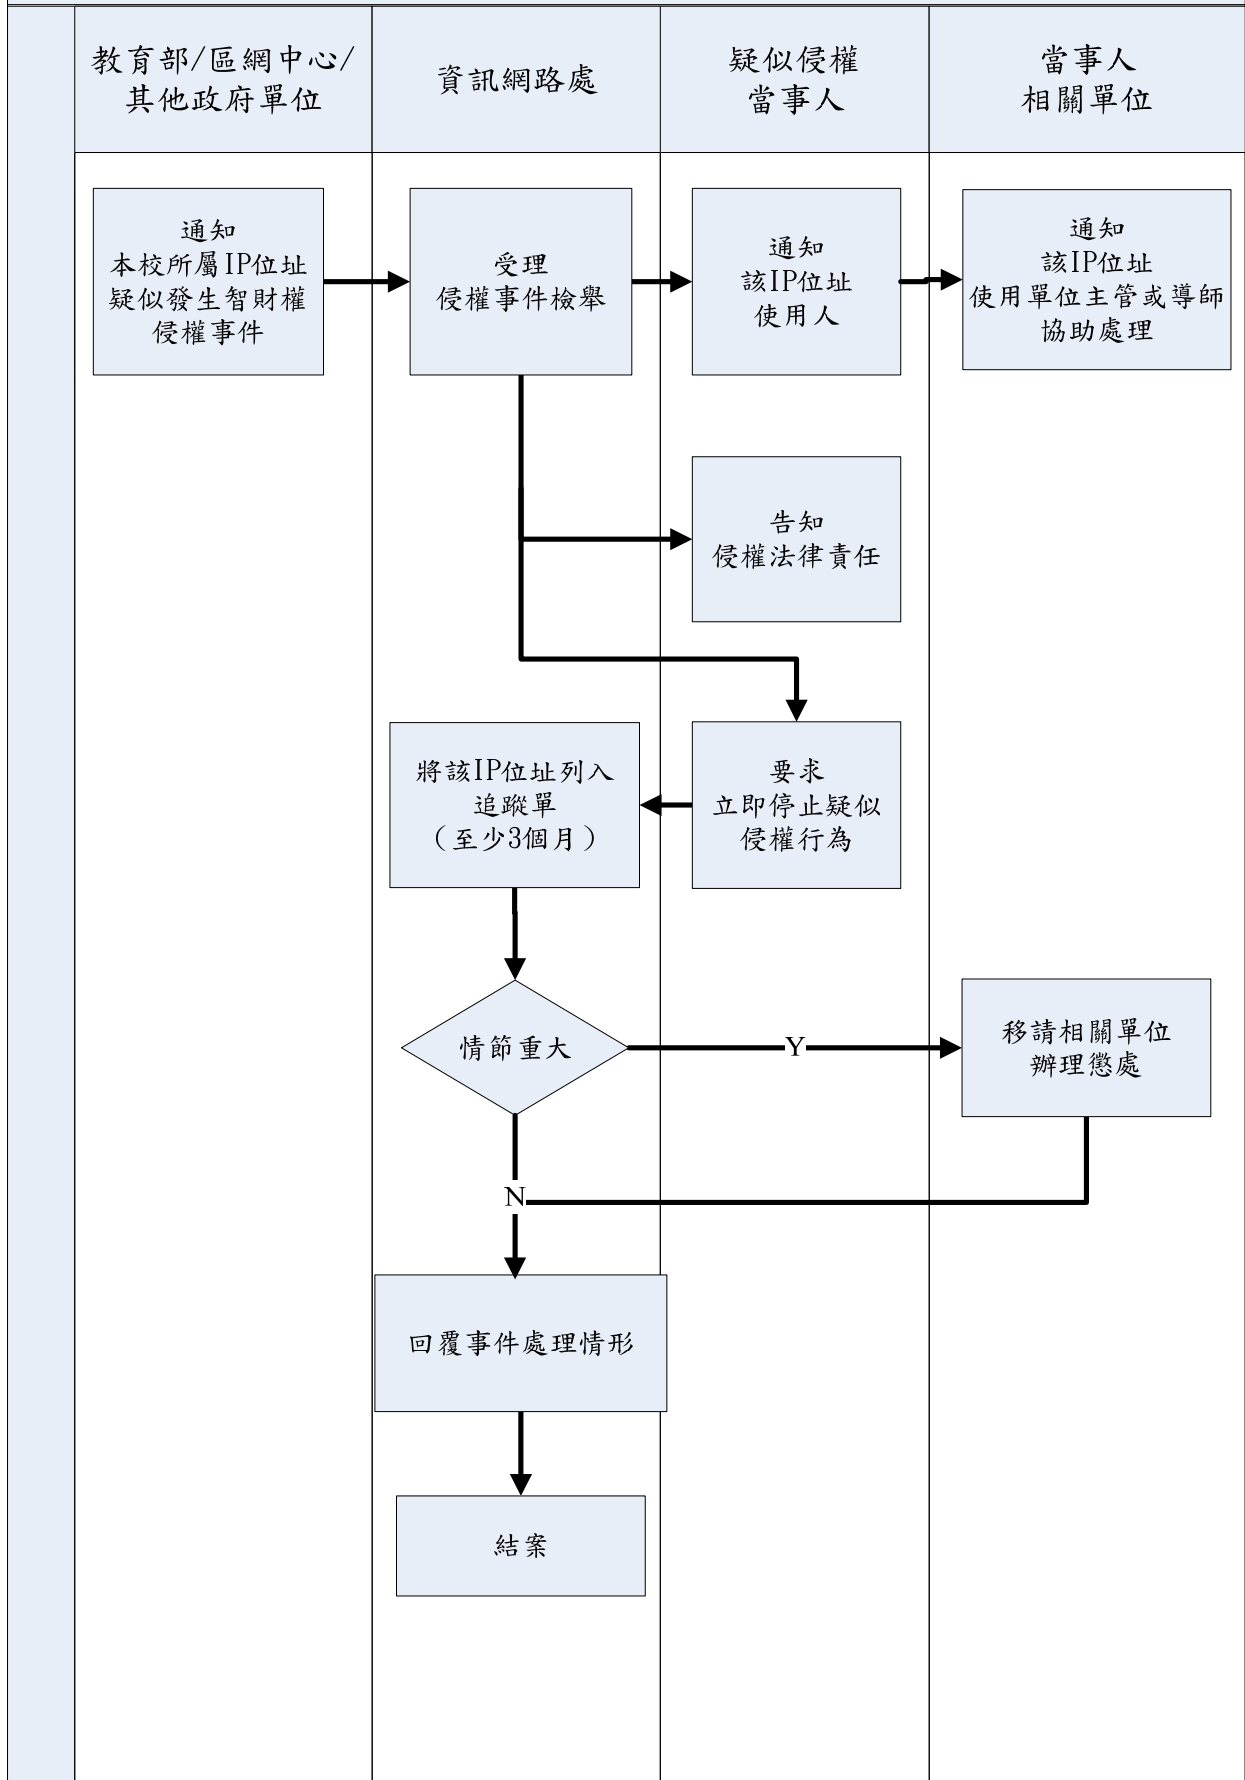 教育部/區網中心/
其他政府單位
資訊網路處
疑似侵權
當事人
當事人
相關單位
通知
本校所屬IP位址
疑似發生智財權
侵權事件
受理
侵權事件檢舉
通知
該IP位址
使用人
通知
該IP位址
使用單位主管或導師
協助處理
告知
侵權法律責任
將該IP位址列入
追蹤單
（至少3個月）
要求
立即停止疑似
侵權行為
情節重大
Y
移請相關單位
辦理懲處
N
回覆事件處理情形
結案